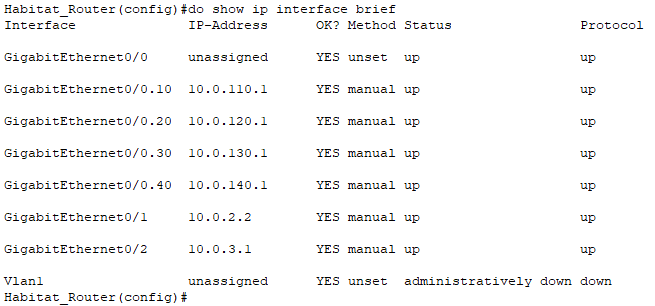 Habitat_Router(config)#do show ip interface brief
Interface              IP-Address      OK? Method Status                Protocol
GigabitEthernet0/0     unassigned      YES unset  up                    up
GigabitEthernet0/0.10  10.0.110.1      YES manual up                    up
GigabitEthernet0/0.20  10.0.120.1      YES manual up                    up
GigabitEthernet0/0.30  10.0.130.1      YES manual up                    up
GigabitEthernet0/0.40  10.0.140.1      YES manual up                    up
GigabitEthernet0/1     10.0.2.2        YES manual up                    up
GigabitEthernet0/2     10.0.3.1        YES manual up                    up
Vlan1                  unassigned      YES unset  administratively down down
Habitat_Router(config)#